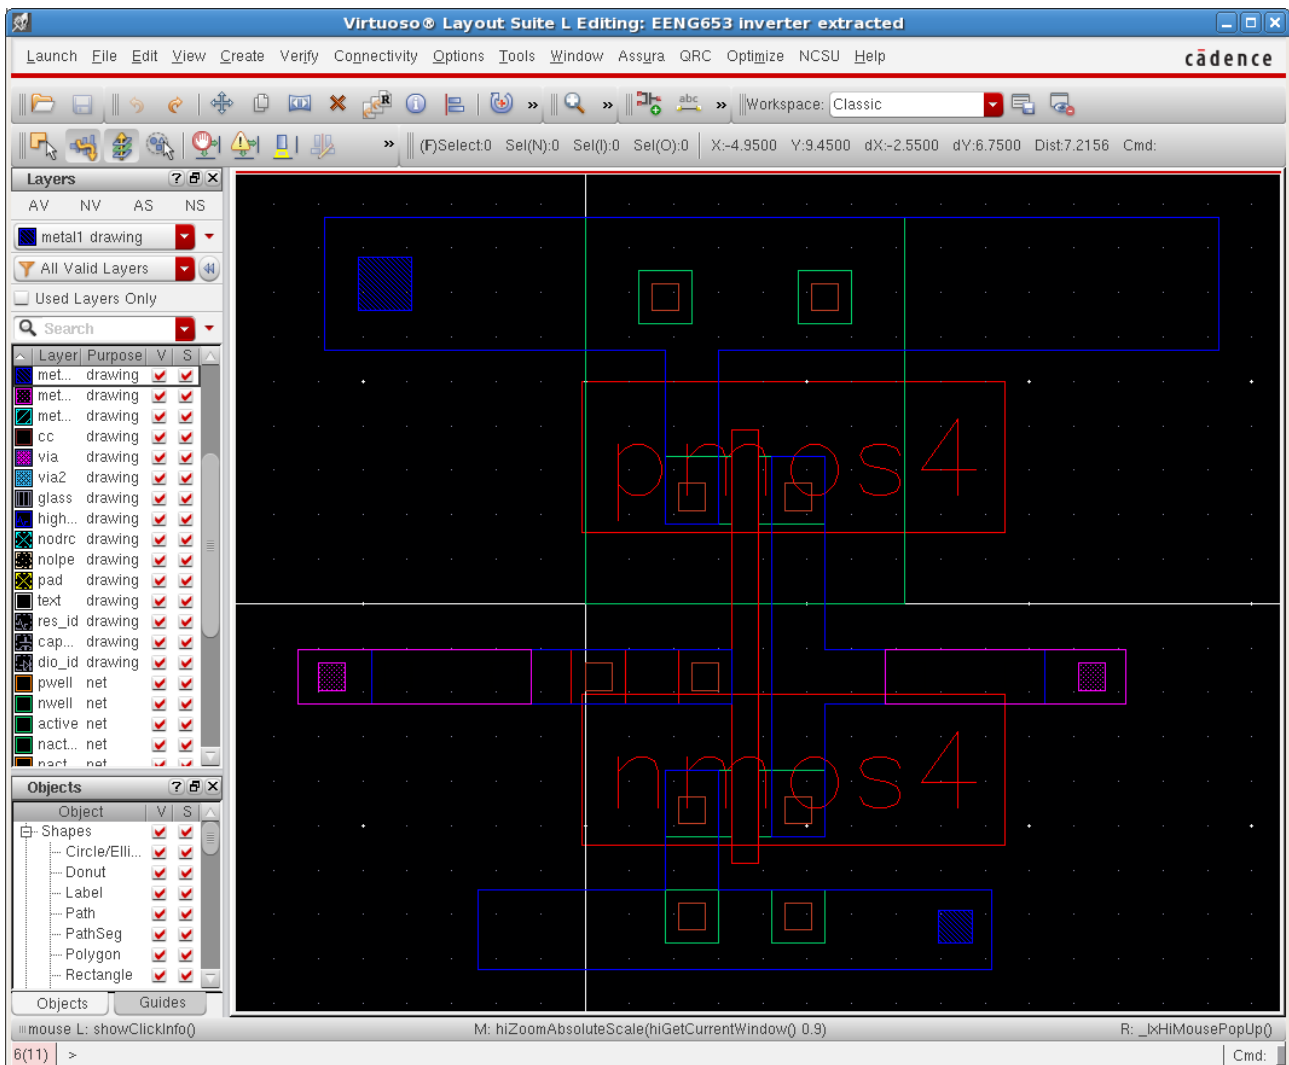 Virtuoso® Layout Suite L Editing: EENG653 inverter extracted
Launch File Edit View Create Verify Connectivity Options Tools Window Assura QRC Optimize NCSU Help cādence
R abc » » » Workspace: Classic
» (F)Select:0 Sel(N):0 Sel(I):0 Sel(O):0 X:-4.9500 Y:9.4500 dX:-2.5500 dY:6.7500 Dist:7.2156 Cmd:
Layers
AV NV AS NS
metal1 drawing
All Valid Layers
Used Layers Only
Search
Layer Purpose V S
met... drawing
met... drawing
met... drawing
cc drawing
via drawing
via2 drawing
glass drawing
high... drawing
nodrc drawing
nolpe drawing
pad drawing
text drawing
res_id drawing
cap... drawing
dio_id drawing
pwell net
nwell net
active net
nact... net
pact... net
Objects
Object V S
Shapes
Circle/Elli...
Donut
Label
Path
PathSeg
Polygon
Rectangle
Objects Guides
pmos4
nmos4
mouse L: showClickInfo() M: hiZoomAbsoluteScale(hiGetCurrentWindow() 0.9) R: _lxHiMousePopUp()
6(11) > Cmd: